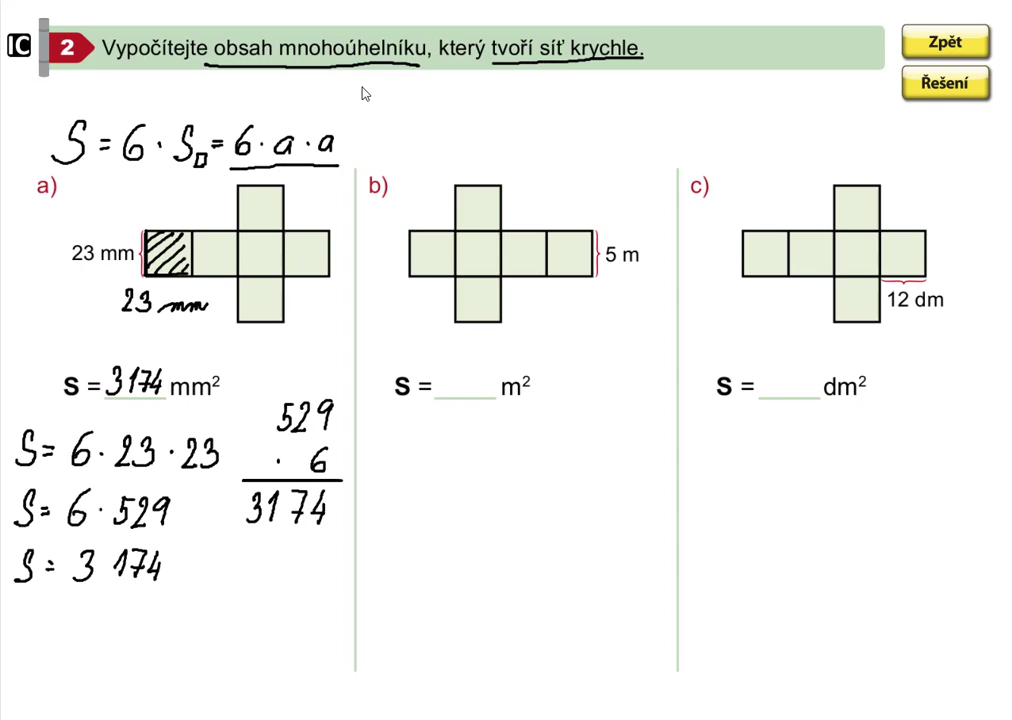 IC 2 Vypočítejte obsah mnohoúhelníku, který tvoří síť krychle.
Zpět
Řešení
S = 6 · S□ = 6 · a · a
a)
23 mm
23 mm
S = 3174 mm²
S = 6 · 23 · 23
S = 6 · 529
S = 3 174
529
· 6
3174
b)
5 m
S = ____ m²
c)
12 dm
S = ____ dm²